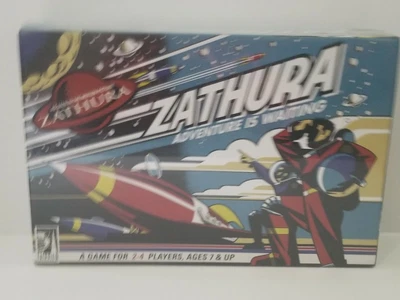 ZATHURA
ZATHURA
ADVENTURE IS WAITING
A GAME FOR 2-4 PLAYERS, AGES 7 & UP